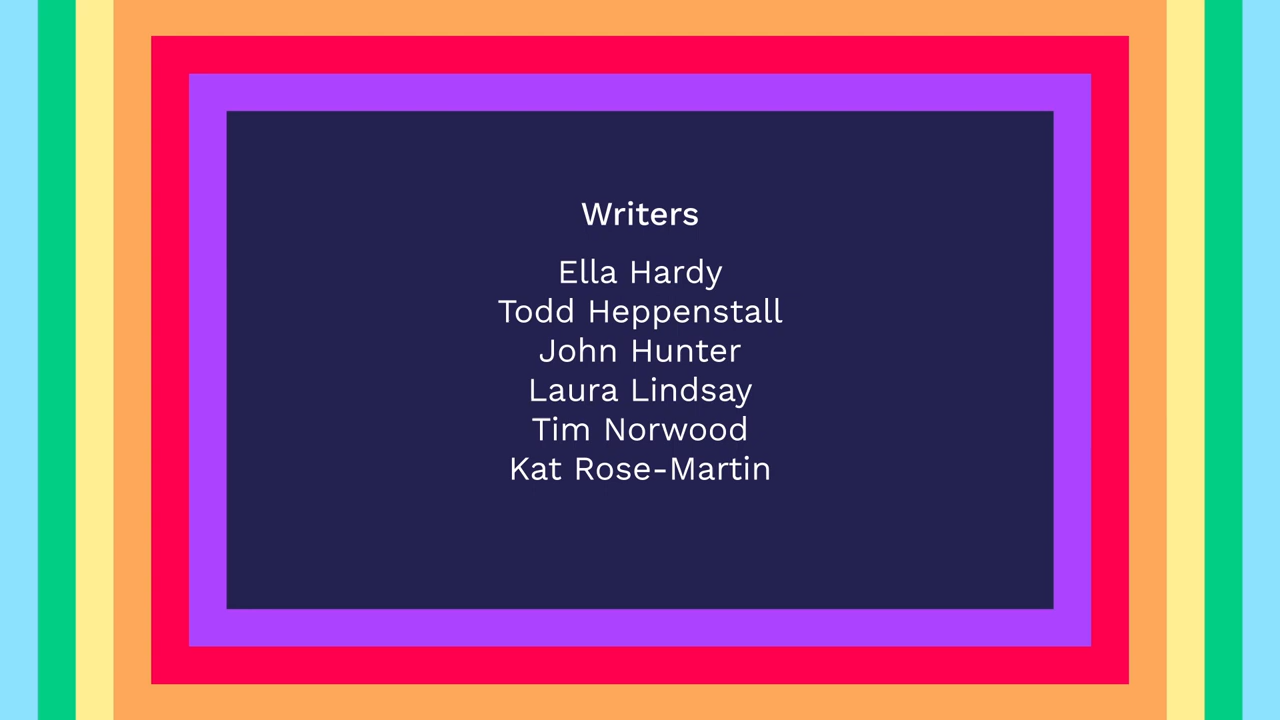 Writers
Ella Hardy
Todd Heppenstall
John Hunter
Laura Lindsay
Tim Norwood
Kat Rose-Martin